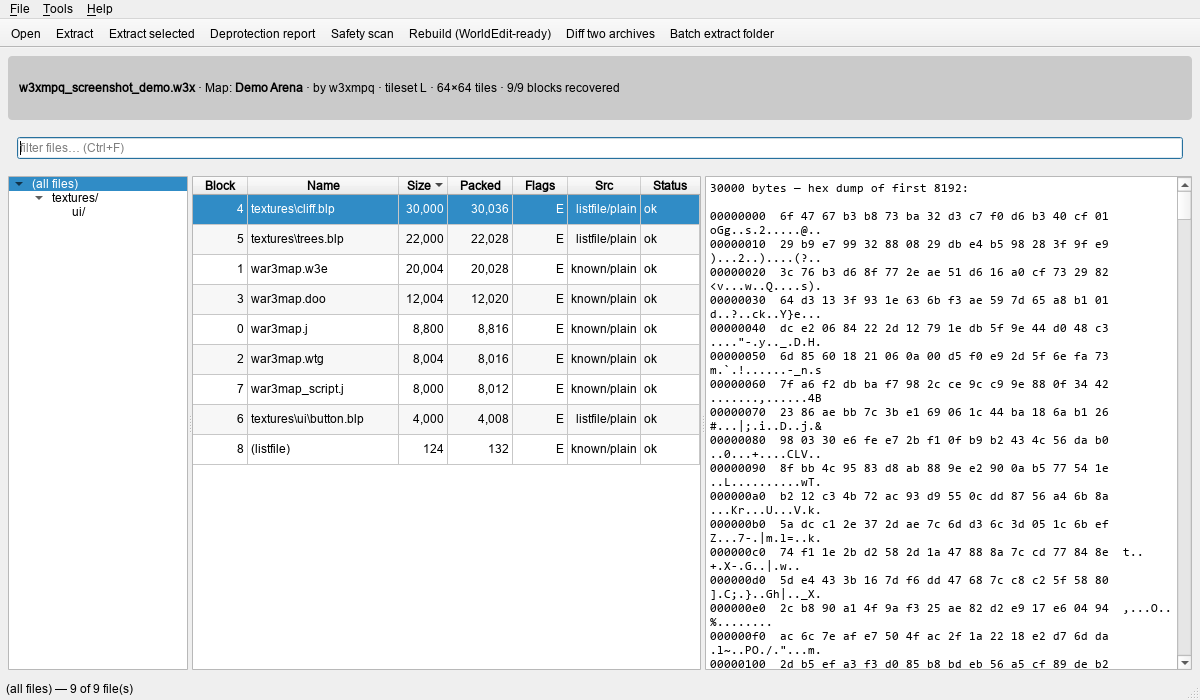 File Tools Help
Open Extract Extract selected Deprotection report Safety scan Rebuild (WorldEdit-ready) Diff two archives Batch extract folder
w3xmpq_screenshot_demo.w3x · Map: Demo Arena · by w3xmpq · tileset L · 64×64 tiles · 9/9 blocks recovered
filter files… (Ctrl+F)
(all files)
textures/
ui/
Block Name Size Packed Flags Src Status
4 textures\cliff.blp 30,000 30,036 E listfile/plain ok
5 textures\trees.blp 22,000 22,028 E listfile/plain ok
1 war3map.w3e 20,004 20,028 E known/plain ok
3 war3map.doo 12,004 12,020 E known/plain ok
0 war3map.j 8,800 8,816 E known/plain ok
2 war3map.wtg 8,004 8,016 E known/plain ok
7 war3map_script.j 8,000 8,012 E known/plain ok
6 textures\ui\button.blp 4,000 4,008 E listfile/plain ok
8 (listfile) 124 132 E known/plain ok
30000 bytes — hex dump of first 8192:
00000000 6f 47 67 b3 b8 73 ba 32 d3 c7 f0 d6 b3 40 cf 01
oGg..s.2.....@..
00000010 29 b9 e7 99 32 88 08 29 db e4 b5 98 28 3f 9f e9
)...2..)....(?..
00000020 3c 76 b3 d6 8f 77 2e ae 51 d6 16 a0 cf 73 29 82
<v...w..Q....s).
00000030 64 d3 13 3f 93 1e 63 6b f3 ae 59 7d 65 a8 b1 01
d..?..ck..Y}e...
00000040 dc e2 06 84 22 2d 12 79 1e db 5f 9e 44 d0 48 c3
...."-.y.._.D.H.
00000050 6d 85 60 18 21 06 0a 00 d5 f0 e9 2d 5f 6e fa 73
m.`.!......-_n.s
00000060 7f a6 f2 db ba f7 98 2c ce 9c c9 9e 88 0f 34 42
.......,......4B
00000070 23 86 ae bb 7c 3b e1 69 06 1c 44 ba 18 6a b1 26
#...|;.i..D..j.&
00000080 98 03 30 e6 fe e7 2b f1 0f b9 b2 43 4c 56 da b0
..0...+....CLV..
00000090 8f bb 4c 95 83 d8 ab 88 9e e2 90 0a b5 77 54 1e
..L..........wT.
000000a0 b2 12 c3 4b 72 ac 93 d9 55 0c dd 87 56 a4 6b 8a
...Kr...U...V.k.
000000b0 5a dc c1 2e 37 2d ae 7c 6d d3 6c 3d 05 1c 6b ef
Z...7-.|m.l=..k.
000000c0 74 f1 1e 2b d2 58 2d 1a 47 88 8a 7c cd 77 84 8e t..
+.X-.G..|.w..
000000d0 5d e4 43 3b 16 7d f6 dd 47 68 7c c8 c2 5f 58 80
].C;.}..Gh|.._X.
000000e0 2c b8 90 a1 4f 9a f3 25 ae 82 d2 e9 17 e6 04 94 ,...O..
%........
000000f0 ac 6c 7e af e7 50 4f ac 2f 1a 22 18 e2 d7 6d da
.l~..PO./."...m.
00000100 2d b5 ef a3 f3 d0 85 b8 bd eb 56 a5 cf 89 de b2
(all files) — 9 of 9 file(s)